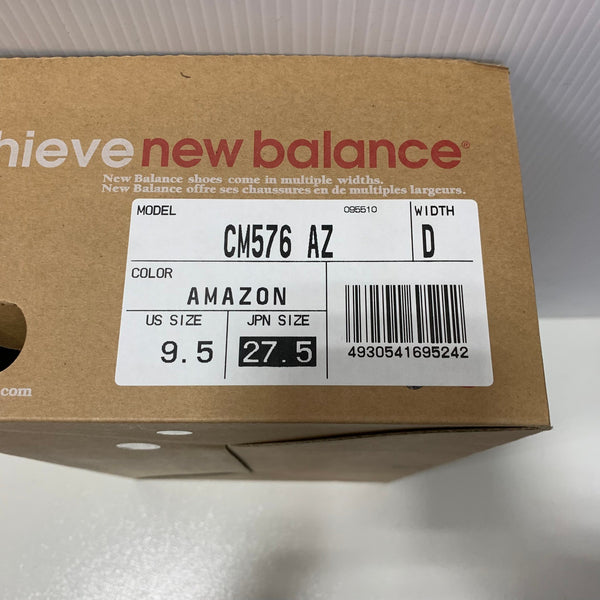 hieve new balance®
New Balance shoes come in multiple widths.
New Balance offre ses chaussures en de multiples largeurs.
MODEL 095510 WIDTH
CM576 AZ D
COLOR
AMAZON
US SIZE JPN SIZE
9.5 27.5
4930541695242
.com